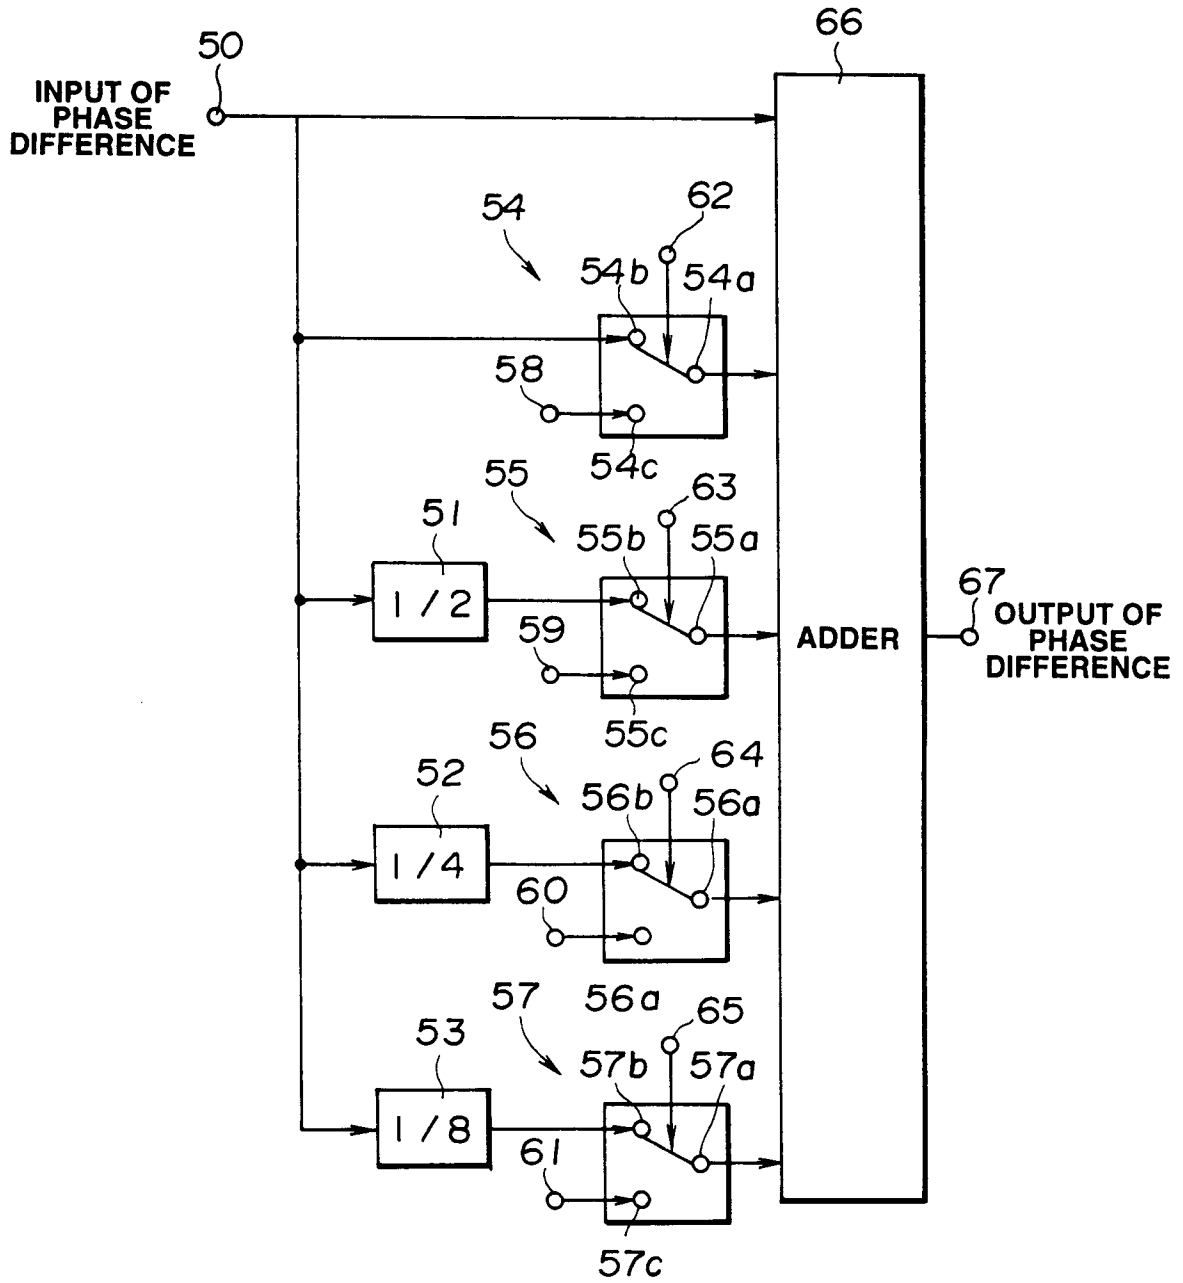 66
50
INPUT OF
PHASE
DIFFERENCE
62
54
54b
54a
58
54c
55
63
51
55b
55a
1/2
59
67
ADDER
OUTPUT OF
PHASE
DIFFERENCE
55c
56
64
52
56b
56a
1/4
60
56a
57
65
53
57b
57a
1/8
61
57c